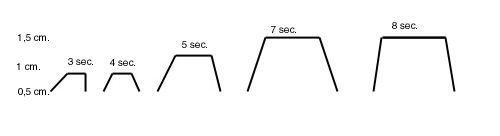 1,5 cm.
1 cm.
0,5 cm.
3 sec.
4 sec.
5 sec.
7 sec.
8 sec.